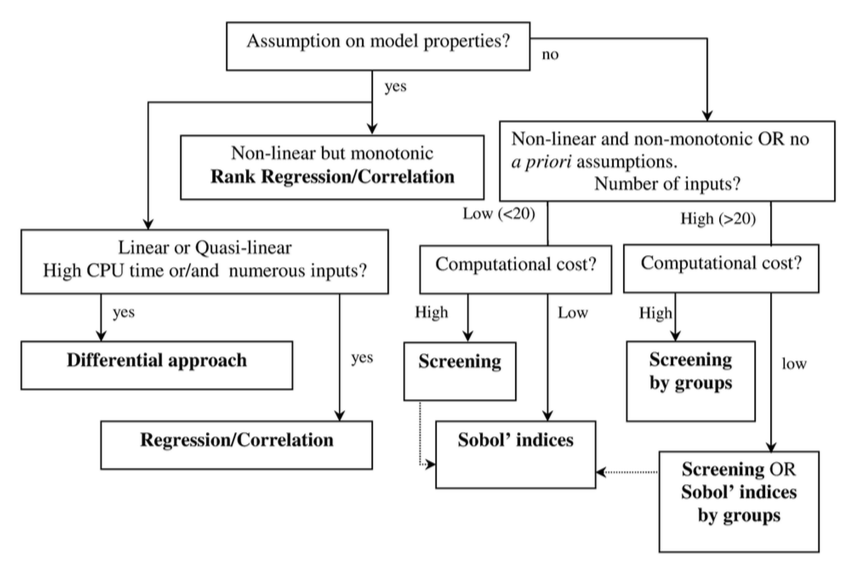 Assumption on model properties?
no
yes
Non-linear but monotonic
Rank Regression/Correlation
Non-linear and non-monotonic OR no
a priori assumptions.
Number of inputs?
Low (<20)
High (>20)
Linear or Quasi-linear
High CPU time or/and numerous inputs?
Computational cost?
Computational cost?
yes
High
Low
High
Differential approach
yes
Screening
Screening
by groups
low
Regression/Correlation
Sobol’ indices
Screening OR
Sobol’ indices
by groups